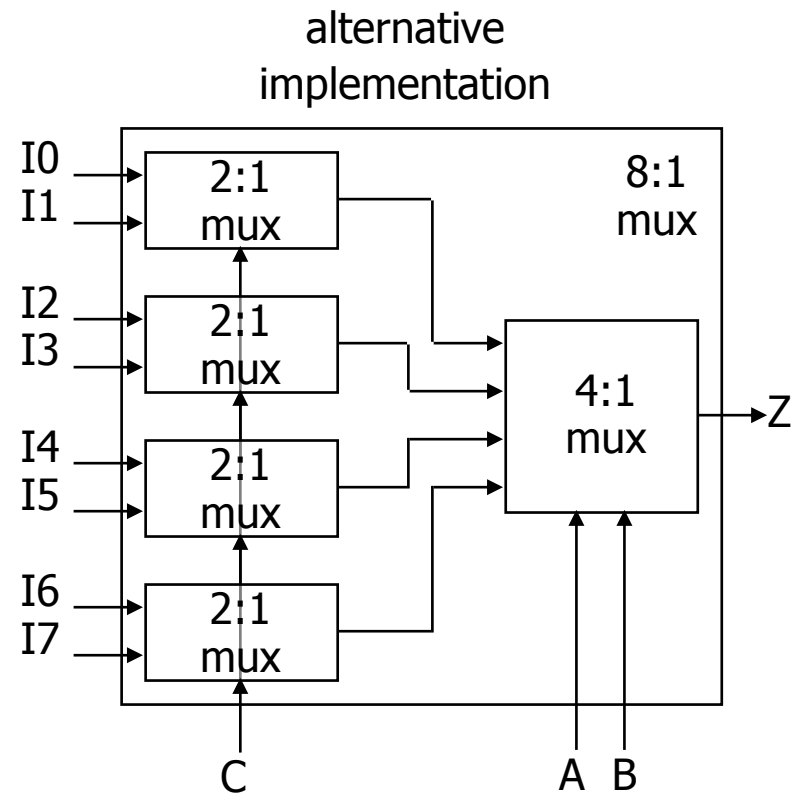 alternative
implementation
I0
I1
2:1
mux
8:1
mux
I2
I3
2:1
mux
4:1
mux
Z
I4
I5
2:1
mux
I6
I7
2:1
mux
C
A
B